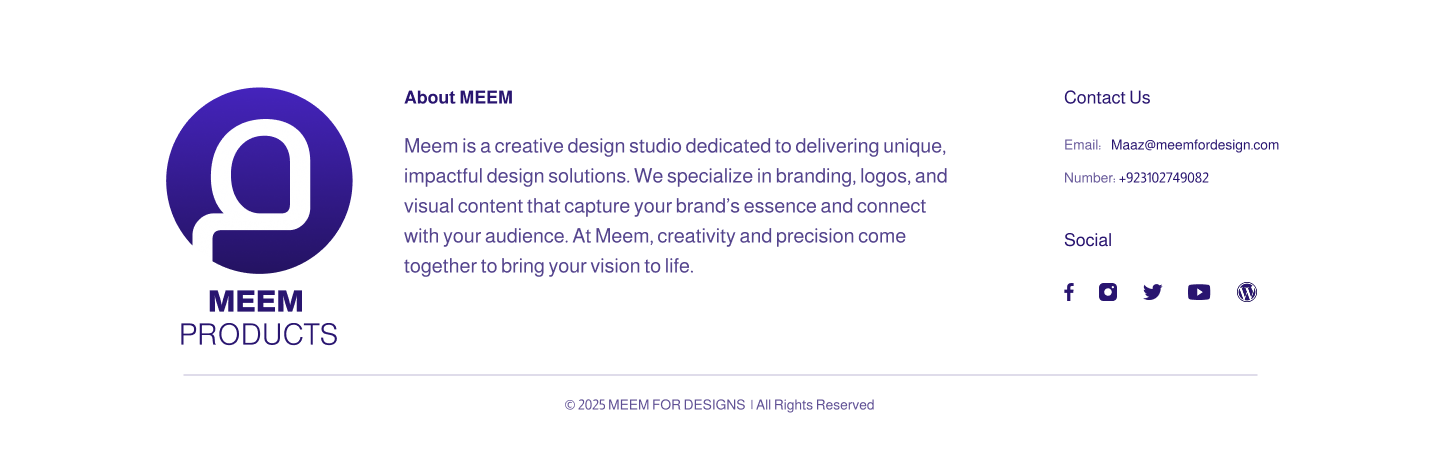 MEEM
PRODUCTS
About MEEM
Meem is a creative design studio dedicated to delivering unique,
impactful design solutions. We specialize in branding, logos, and
visual content that capture your brand’s essence and connect
with your audience. At Meem, creativity and precision come
together to bring your vision to life.
Contact Us
Email: Maaz@meemfordesign.com
Number: +923102749082
Social
© 2025 MEEM FOR DESIGNS | All Rights Reserved